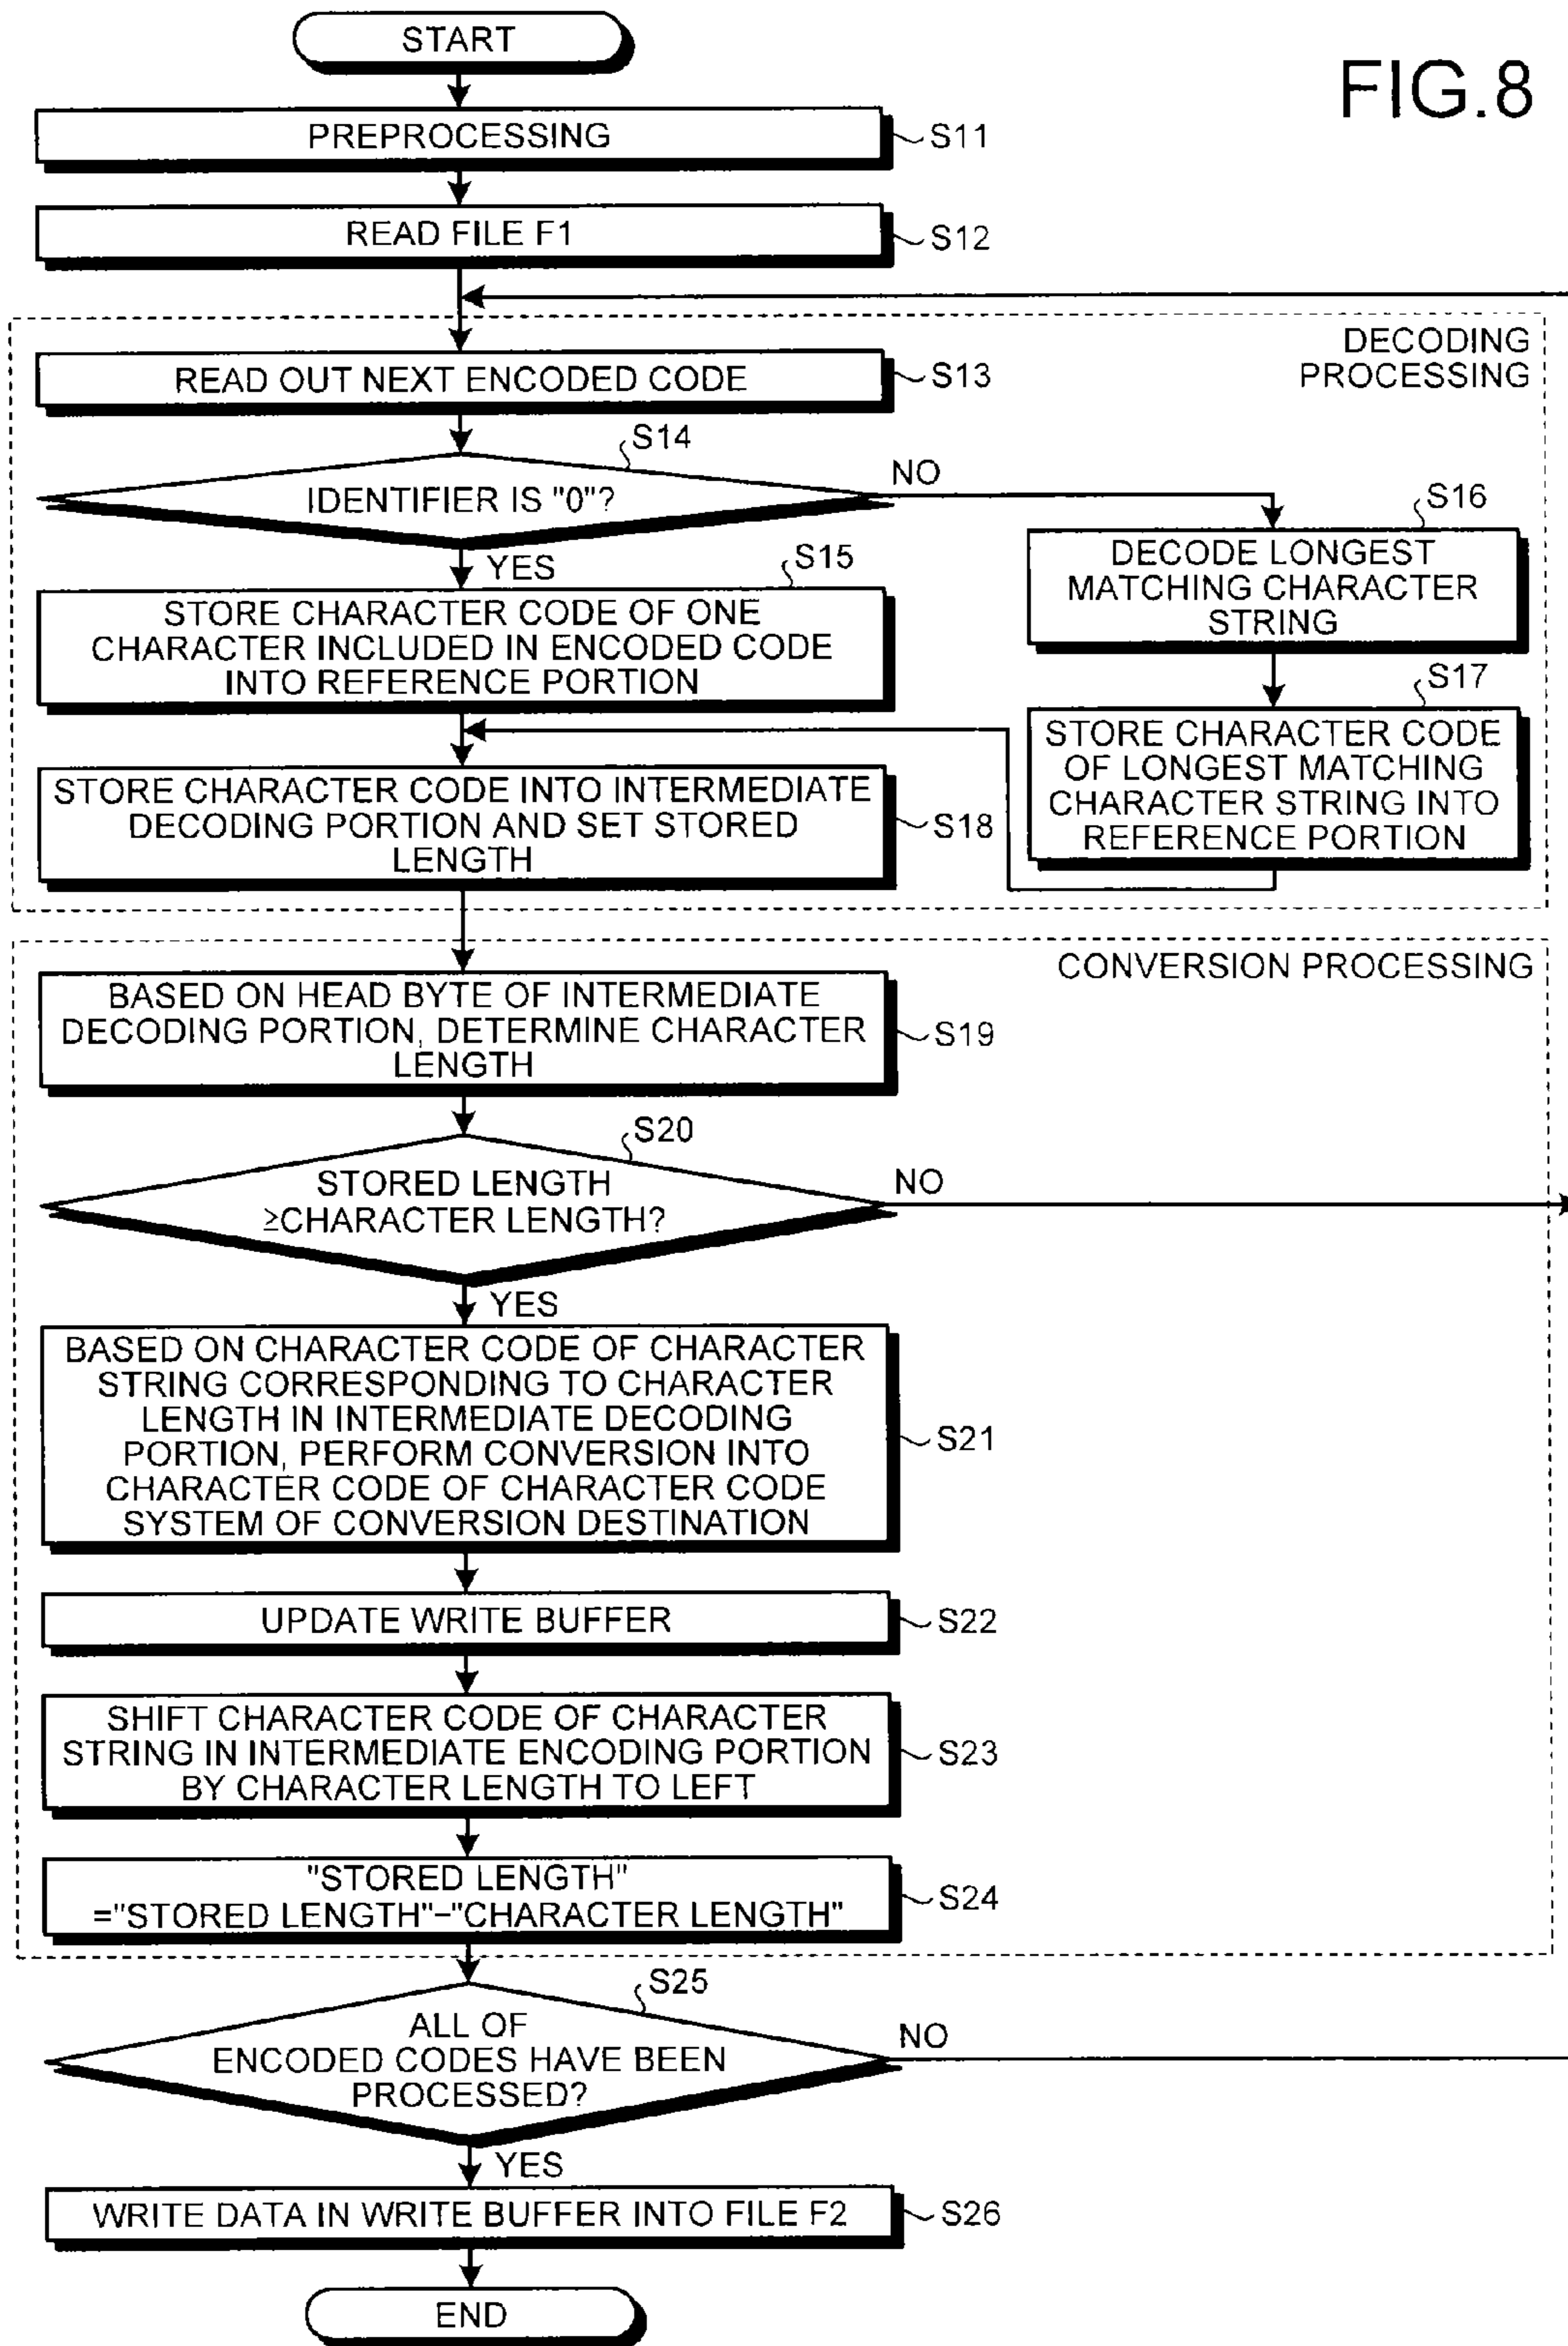 FIG.8
START
PREPROCESSING
S11
READ FILE F1
S12
DECODING
PROCESSING
READ OUT NEXT ENCODED CODE
S13
S14
IDENTIFIER IS "0"?
NO
YES
S15
STORE CHARACTER CODE OF ONE
CHARACTER INCLUDED IN ENCODED CODE
INTO REFERENCE PORTION
S16
DECODE LONGEST
MATCHING CHARACTER
STRING
S17
STORE CHARACTER CODE
OF LONGEST MATCHING
CHARACTER STRING INTO
REFERENCE PORTION
STORE CHARACTER CODE INTO INTERMEDIATE
DECODING PORTION AND SET STORED
LENGTH
S18
CONVERSION PROCESSING
BASED ON HEAD BYTE OF INTERMEDIATE
DECODING PORTION, DETERMINE CHARACTER
LENGTH
S19
S20
STORED LENGTH
≥CHARACTER LENGTH?
NO
YES
BASED ON CHARACTER CODE OF CHARACTER
STRING CORRESPONDING TO CHARACTER
LENGTH IN INTERMEDIATE DECODING
PORTION, PERFORM CONVERSION INTO
CHARACTER CODE OF CHARACTER CODE
SYSTEM OF CONVERSION DESTINATION
S21
UPDATE WRITE BUFFER
S22
SHIFT CHARACTER CODE OF CHARACTER
STRING IN INTERMEDIATE ENCODING PORTION
BY CHARACTER LENGTH TO LEFT
S23
"STORED LENGTH"
="STORED LENGTH"−"CHARACTER LENGTH"
S24
S25
ALL OF
ENCODED CODES HAVE BEEN
PROCESSED?
NO
YES
WRITE DATA IN WRITE BUFFER INTO FILE F2
S26
END